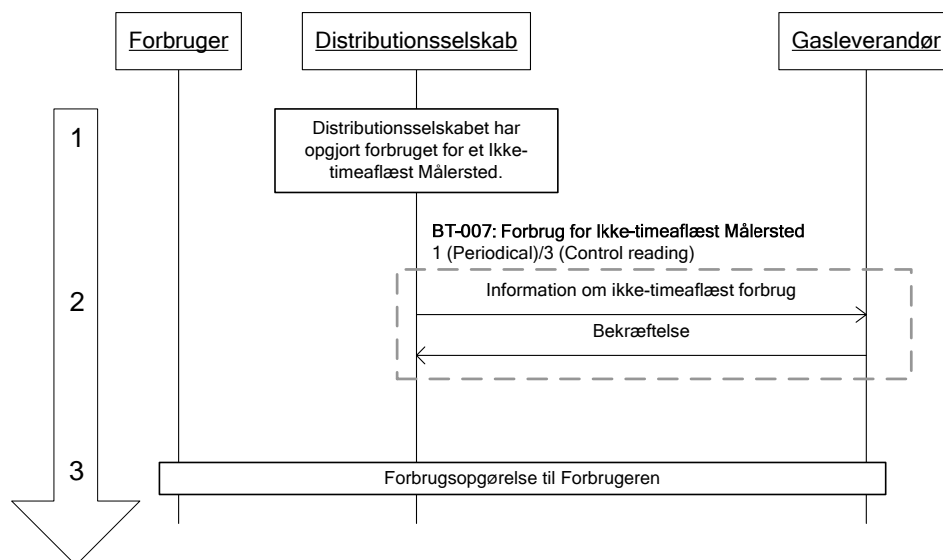 Forbruger
Distributionsselskab
Gasleverandør
1
Distributionsselskabet har
opgjort forbruget for et Ikke-
timeaflæst Målersted.
BT-007: Forbrug for Ikke-timeaflæst Målersted
1 (Periodical)/3 (Control reading)
2
Information om ikke-timeaflæst forbrug
Bekræftelse
3
Forbrugsopgørelse til Forbrugeren